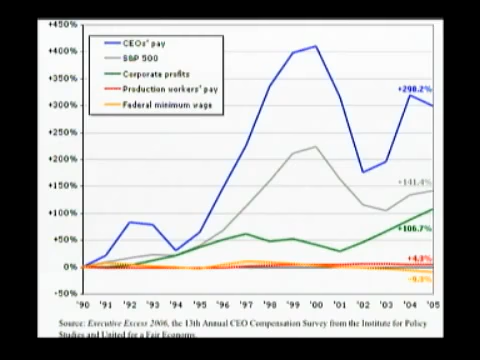 +450%
+400%
+350%
+300%
+250%
+200%
+150%
+100%
+50%
0%
-50%
CEOs' pay
S&P 500
Corporate profits
Production workers' pay
Federal minimum wage
+298.2%
+141.4%
+106.7%
+4.3%
-9.3%
'90 '91 '92 '93 '94 '95 '96 '97 '98 '99 '00 '01 '02 '03 '04 '05
Source: Executive Excess 2006, the 13th Annual CEO Compensation Survey from the Institute for Policy
Studies and United for a Fair Economy.